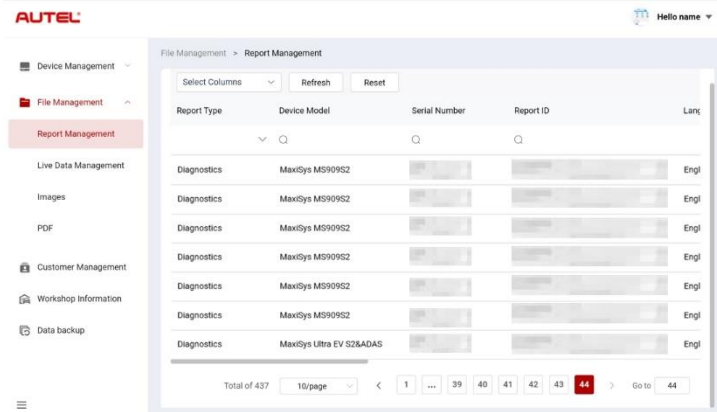 AUTEL
Hello name
Device Management
File Management
Report Management
Live Data Management
Images
PDF
Customer Management
Workshop Information
Data backup
File Management > Report Management
Select Columns Refresh Reset
Report Type Device Model Serial Number Report ID Lang
Diagnostics MaxiSys MS909S2 Engl
Diagnostics MaxiSys MS909S2 Engl
Diagnostics MaxiSys MS909S2 Engl
Diagnostics MaxiSys MS909S2 Engl
Diagnostics MaxiSys MS909S2 Engl
Diagnostics MaxiSys MS909S2 Engl
Diagnostics MaxiSys Ultra EV S2&ADAS Engl
Total of 437 10/page < 1 ... 39 40 41 42 43 44 > Go to 44